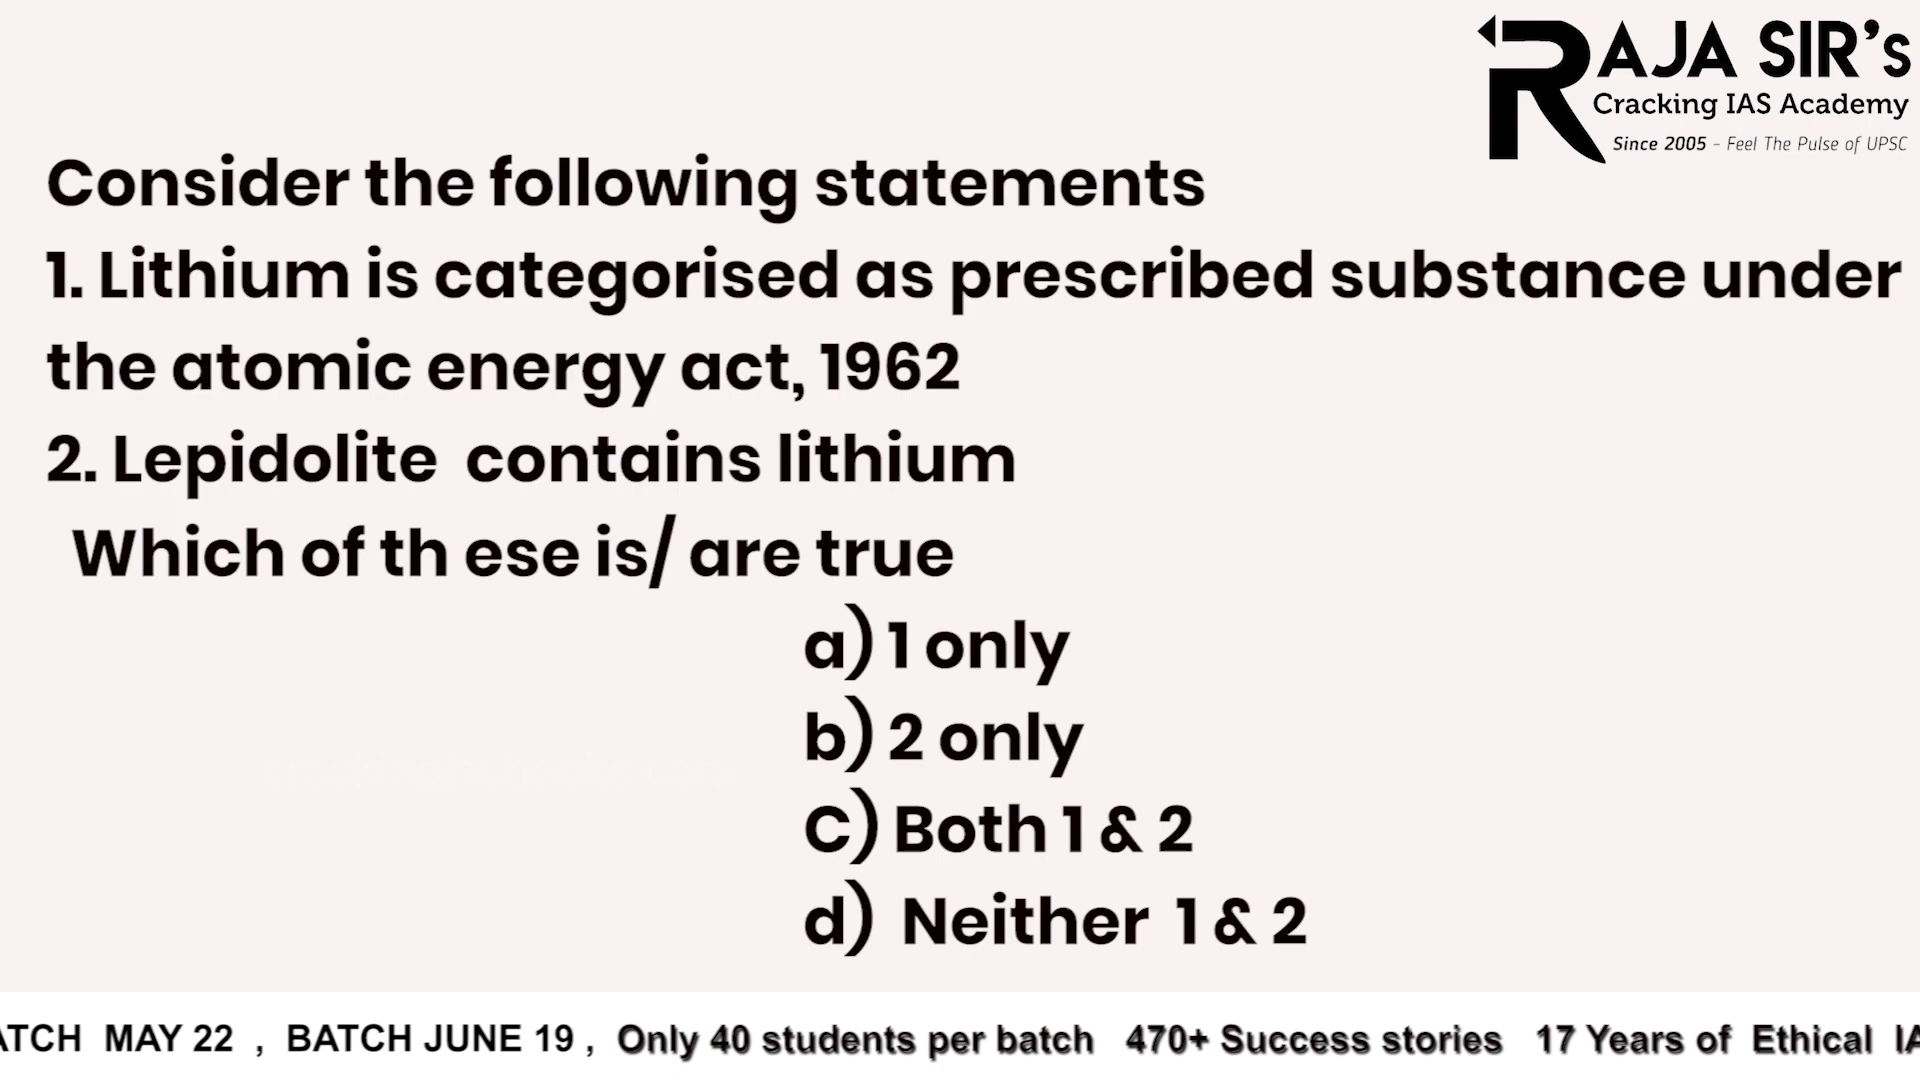 RAJA SIR's
Cracking IAS Academy
Since 2005 - Feel The Pulse of UPSC
Consider the following statements
1. Lithium is categorised as prescribed substance under
the atomic energy act, 1962
2. Lepidolite contains lithium
Which of th ese is/ are true
a) 1 only
b) 2 only
C) Both 1 & 2
d) Neither 1 & 2
MAY 22 , BATCH JUNE 19 , Only 40 students per batch 470+ Success stories 17 Years of Ethical